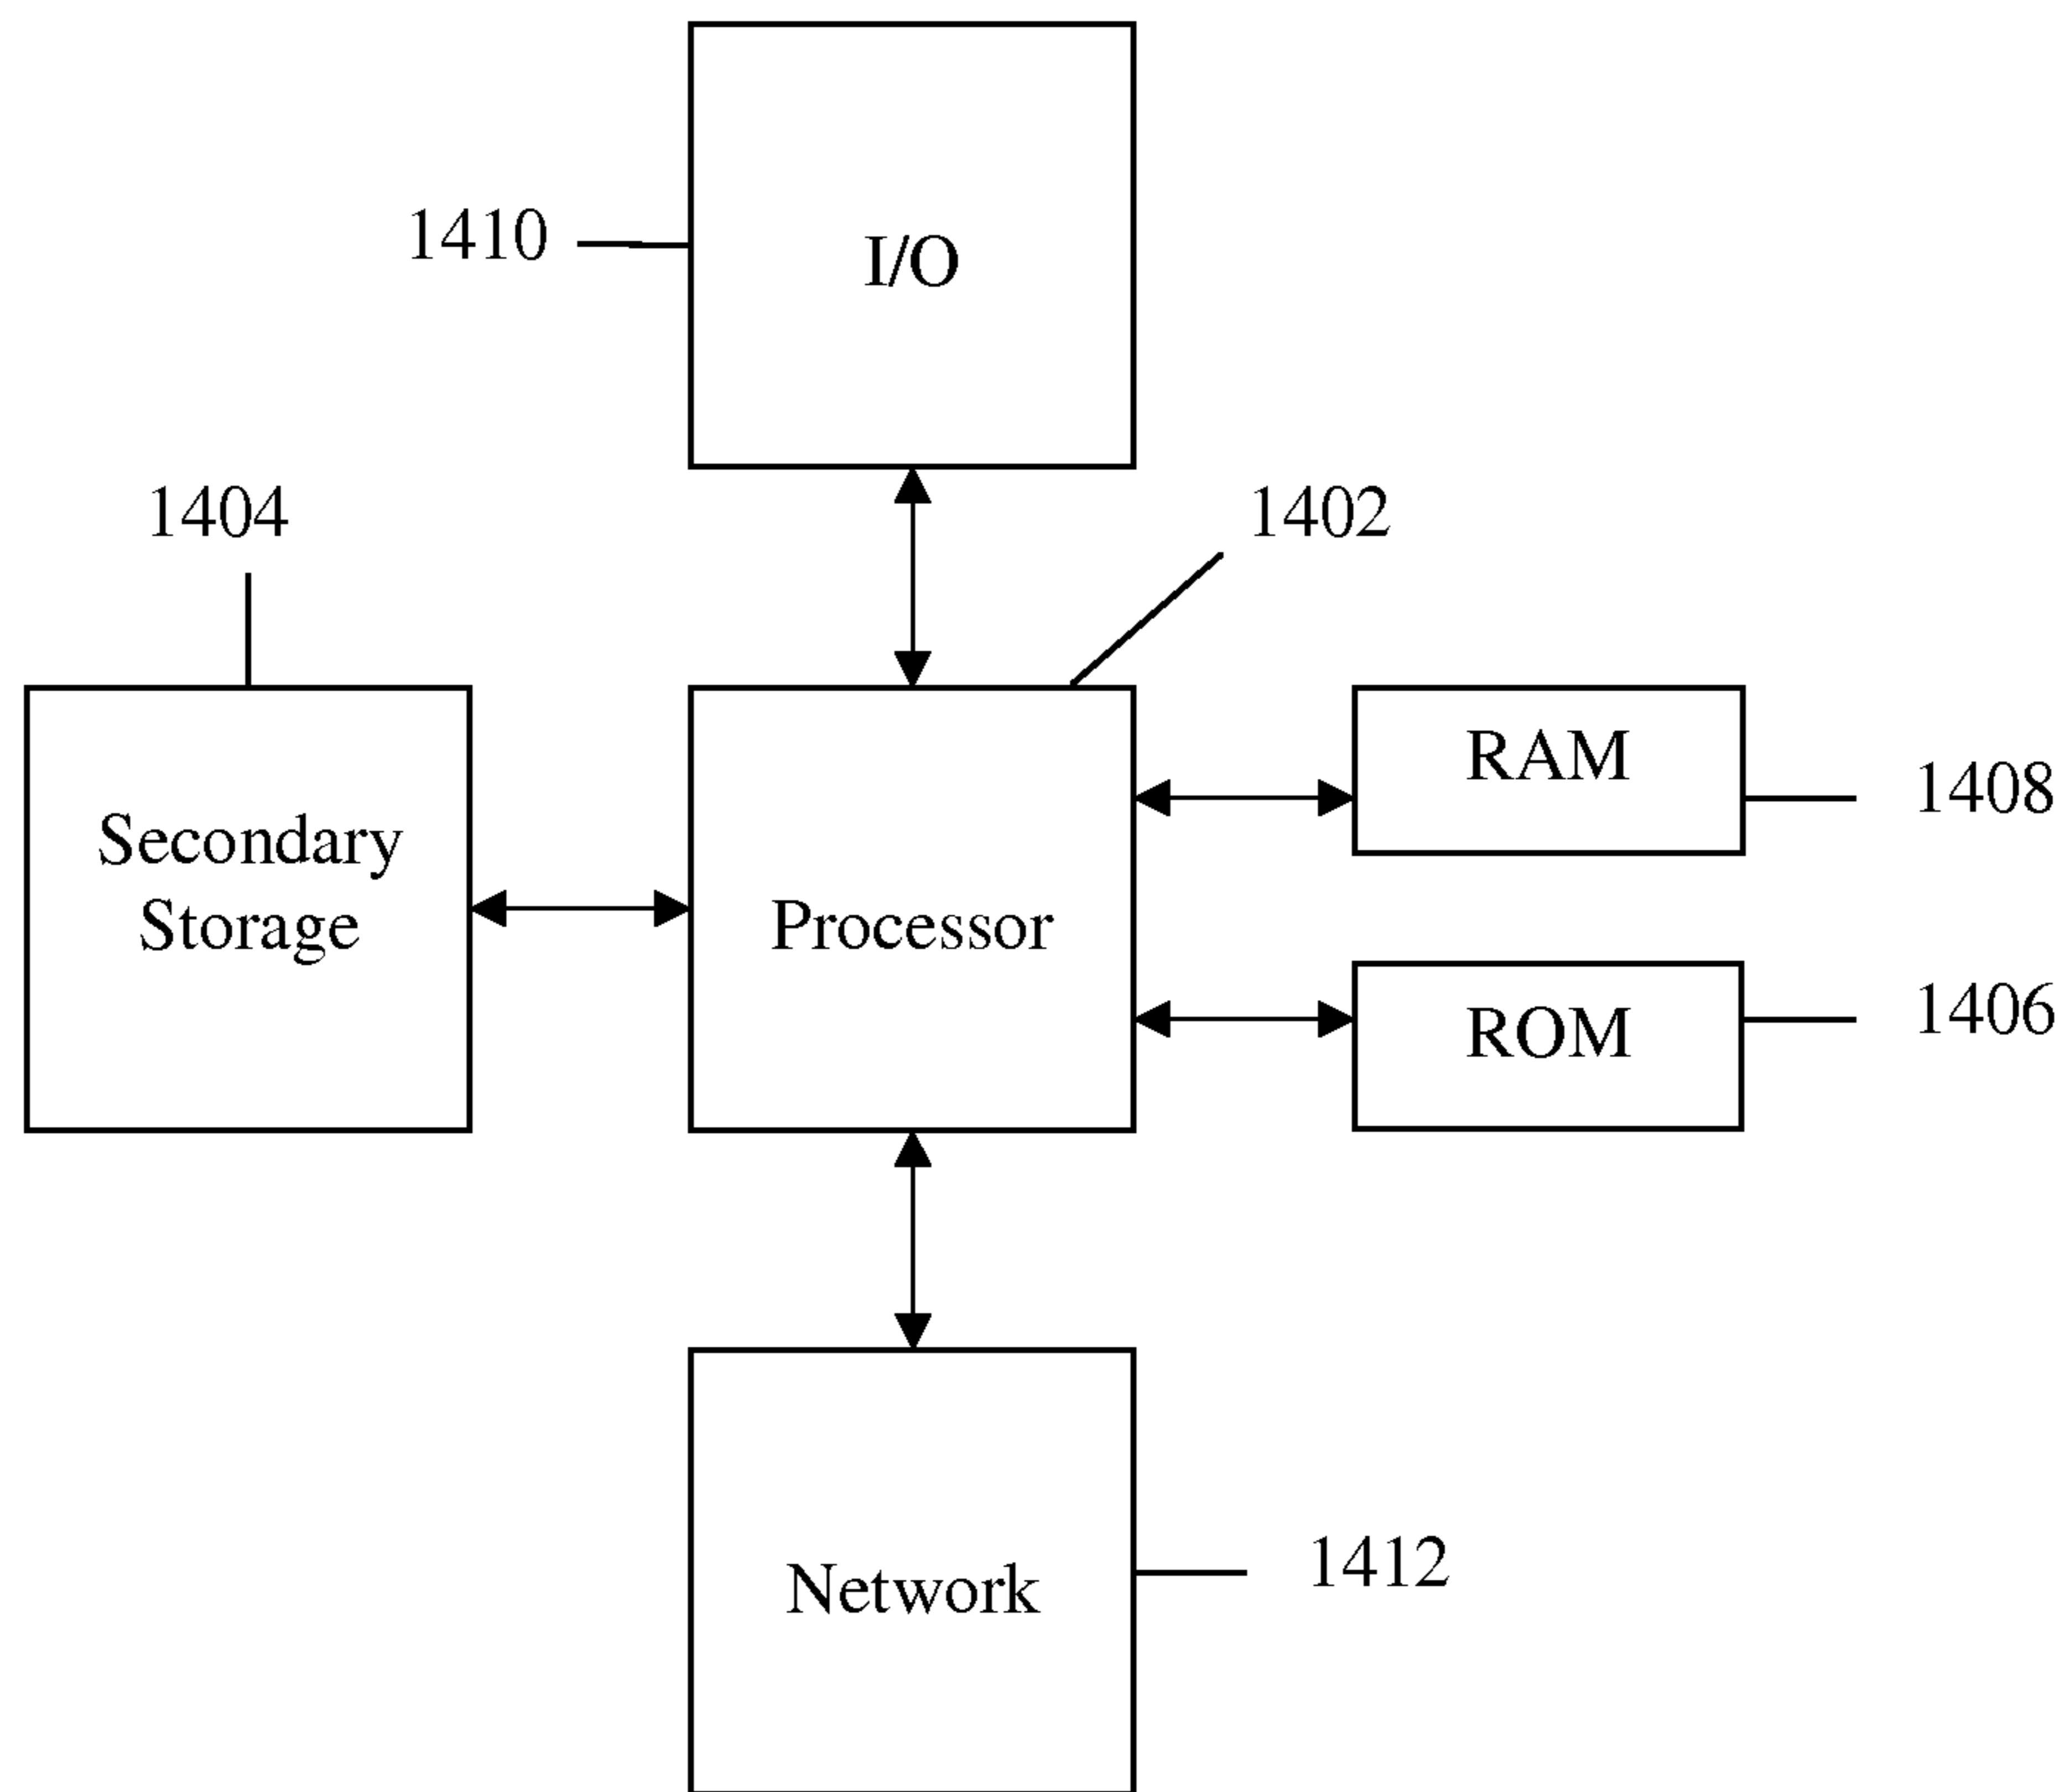 1410
I/O
1404
1402
RAM
1408
Secondary
Storage
Processor
ROM
1406
Network
1412